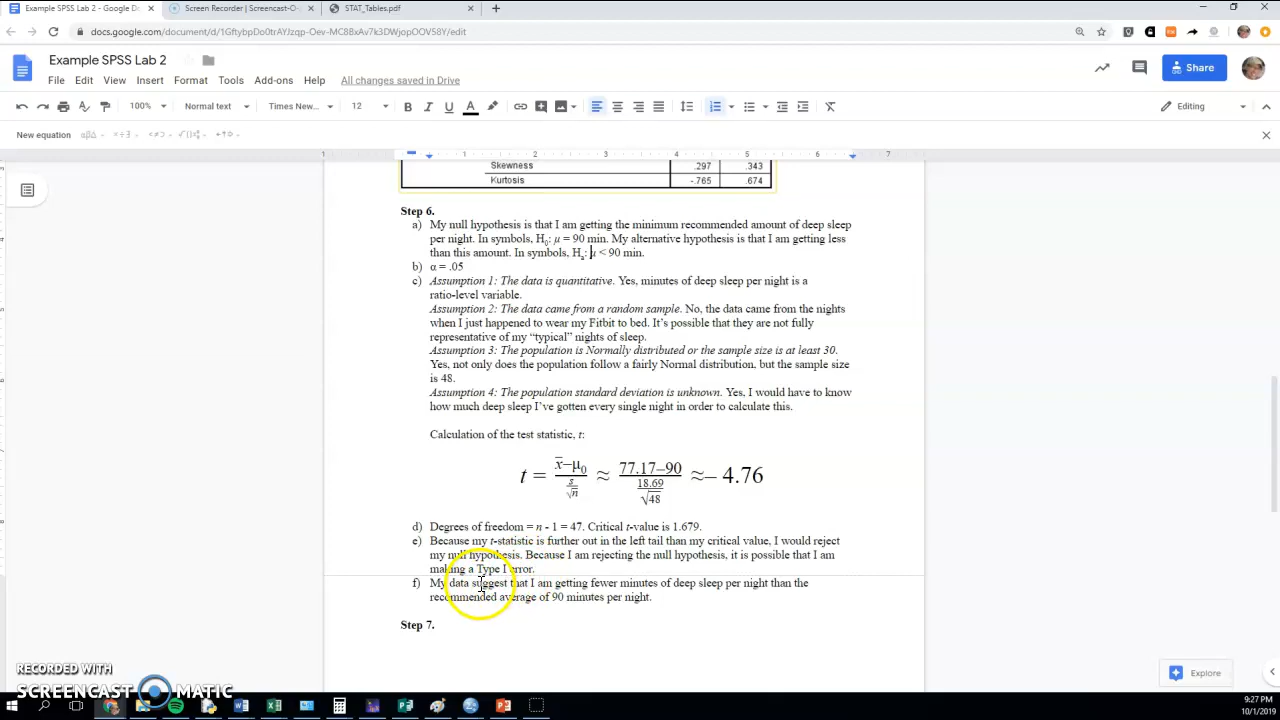 Example SPSS Lab 2 - Google Do
Screen Recorder | Screencast-O-
STAT_Tables.pdf
docs.google.com/document/d/1GftybpDo0trAYJzqp-Oev-MC8BxAv7k3DWjopOOV58Y/edit
Example SPSS Lab 2
File Edit View Insert Format Tools Add-ons Help All changes saved in Drive
Share
100% Normal text Times New... 12 B I U A Editing
New equation
1 1 2 3 4 5 6 7
Skewness .297 .343
Kurtosis -.765 .674
Step 6.
a) My null hypothesis is that I am getting the minimum recommended amount of deep sleep
per night. In symbols, H₀: μ = 90 min. My alternative hypothesis is that I am getting less
than this amount. In symbols, Hₐ: μ < 90 min.
b) α = .05
c) Assumption 1: The data is quantitative. Yes, minutes of deep sleep per night is a
ratio-level variable.
Assumption 2: The data came from a random sample. No, the data came from the nights
when I just happened to wear my Fitbit to bed. It's possible that they are not fully
representative of my “typical” nights of sleep.
Assumption 3: The population is Normally distributed or the sample size is at least 30.
Yes, not only does the population follow a fairly Normal distribution, but the sample size
is 48.
Assumption 4: The population standard deviation is unknown. Yes, I would have to know
how much deep sleep I've gotten every single night in order to calculate this.
Calculation of the test statistic, t:
t = (x̄–μ₀)/(s/√n) ≈ (77.17–90)/(18.69/√48) ≈ – 4.76
d) Degrees of freedom = n - 1 = 47. Critical t-value is 1.679.
e) Because my t-statistic is further out in the left tail than my critical value, I would reject
my null hypothesis. Because I am rejecting the null hypothesis, it is possible that I am
making a Type I error.
f) My data suggest that I am getting fewer minutes of deep sleep per night than the
recommended average of 90 minutes per night.
Step 7.
Explore
RECORDED WITH
SCREENCAST MATIC
9:27 PM
10/1/2019